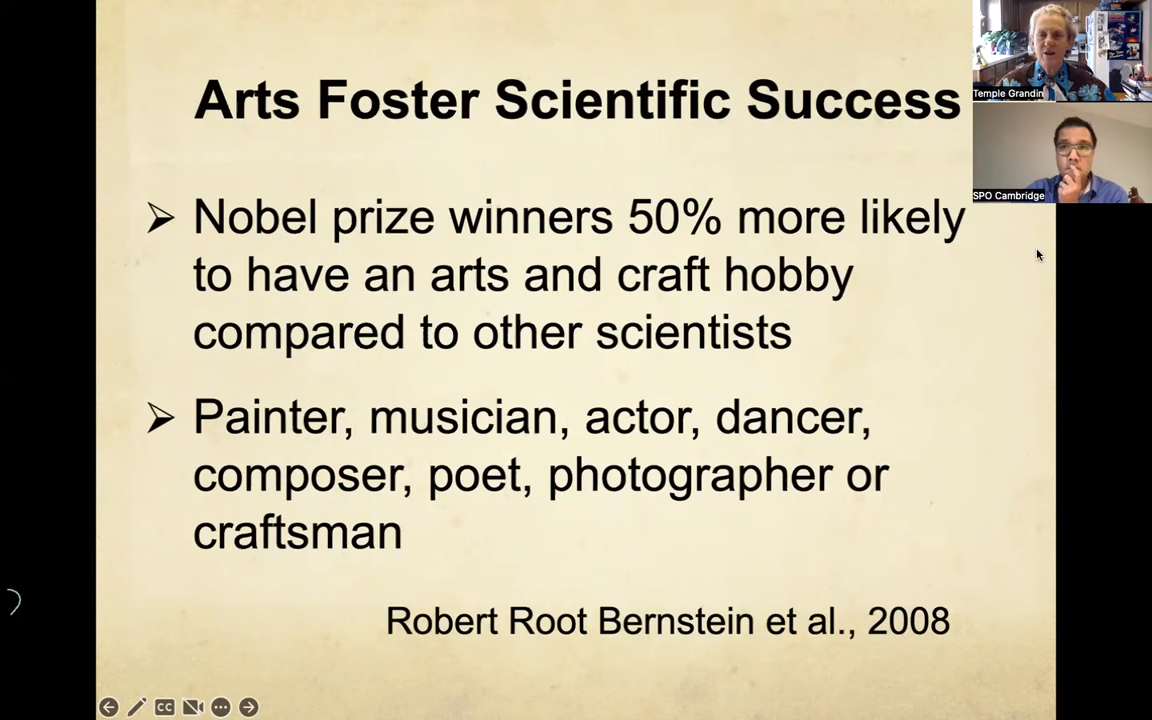 Arts Foster Scientific Success
Nobel prize winners 50% more likely
to have an arts and craft hobby
compared to other scientists
Painter, musician, actor, dancer,
composer, poet, photographer or
craftsman
Robert Root Bernstein et al., 2008
Temple Grandin
SPO Cambridge
CC